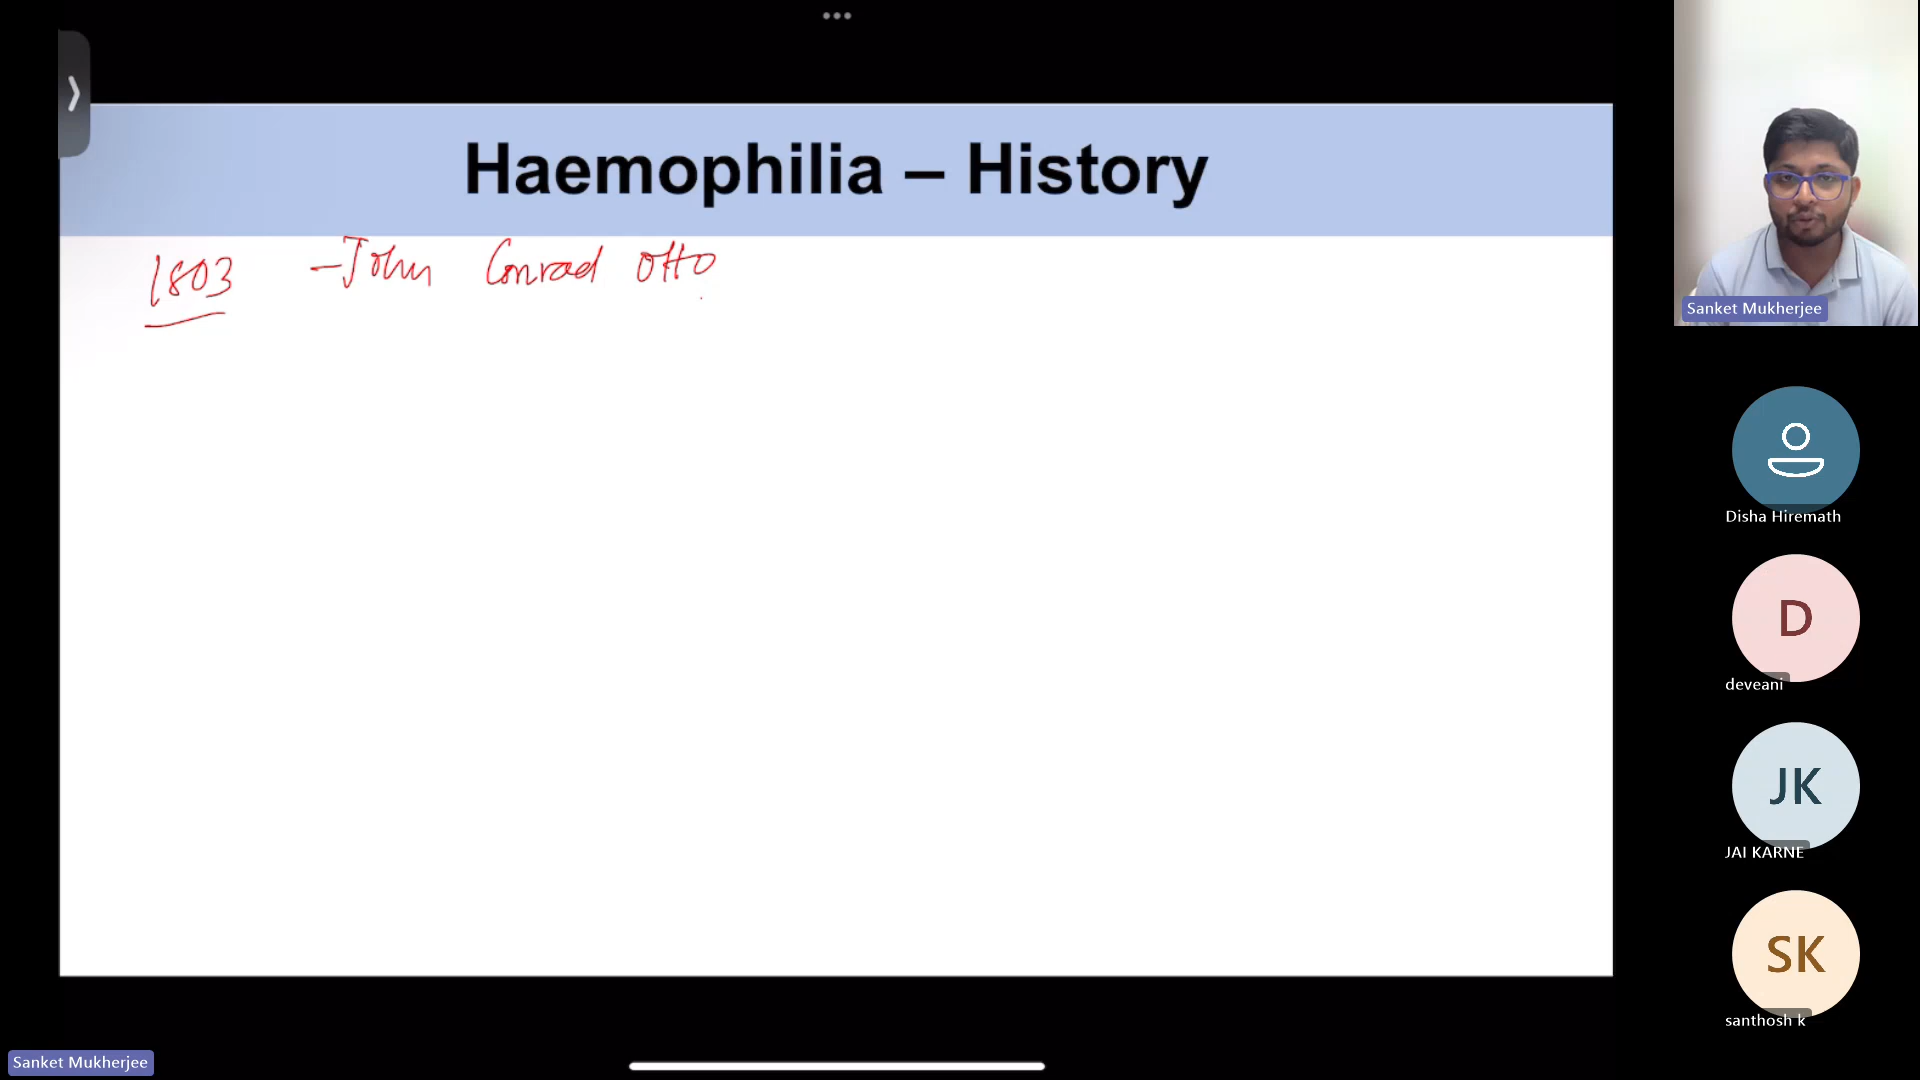 Haemophilia – History
1803 - John Conrad Otto
Sanket Mukherjee
Disha Hiremath
D
deveani
JK
JAI KARNE
SK
santhosh k
Sanket Mukherjee